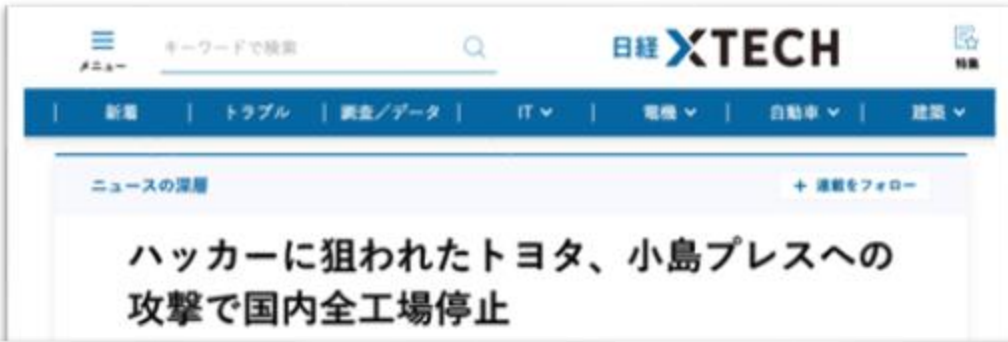 キーワードで検索
日経 XTECH
メニュー
特集
新着
トラブル
調査／データ
IT
電機
自動車
建築
ニュースの深層
+ 連載をフォロー
ハッカーに狙われたトヨタ、小島プレスへの
攻撃で国内全工場停止